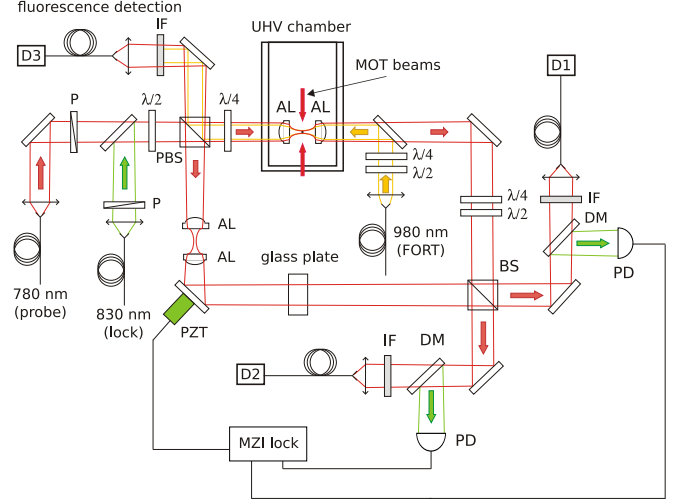 fluorescence detection
IF
UHV chamber
D3
MOT beams
D1
P
λ/2
λ/4
AL
AL
PBS
λ/4
λ/2
P
λ/4
λ/2
IF
DM
AL
AL
980 nm
(FORT)
BS
glass plate
PD
780 nm
(probe)
830 nm
(lock)
PZT
IF
DM
D2
MZI lock
PD